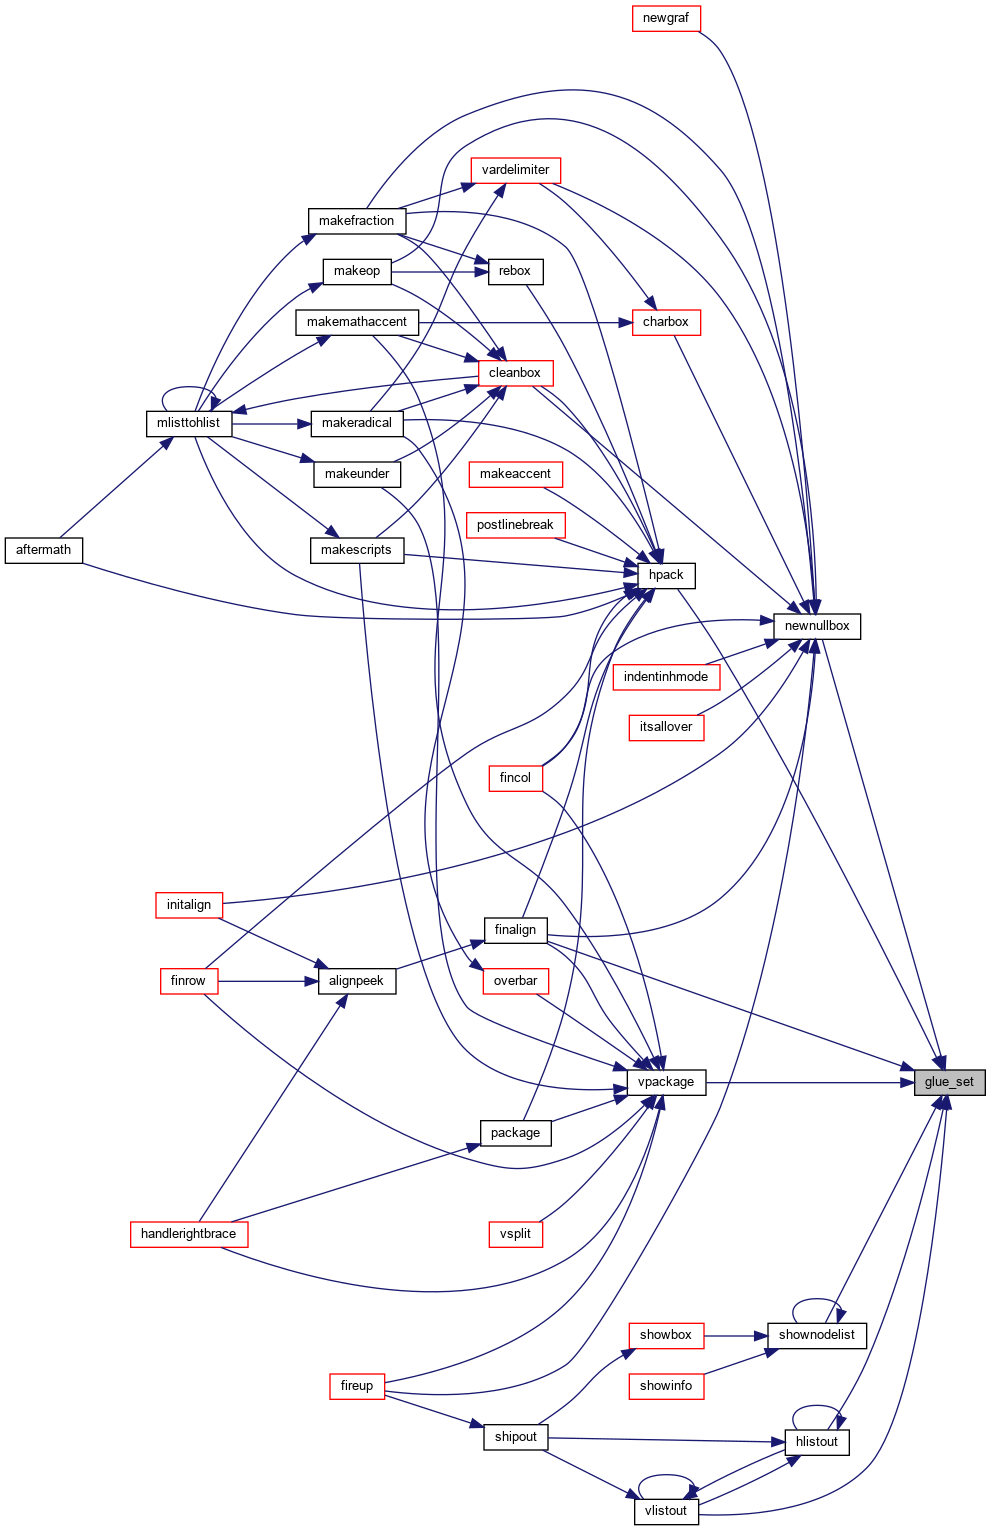 newgraf
vardelimiter
makefraction
makeop
rebox
makemathaccent
charbox
cleanbox
mlisttohlist
makeradical
makeunder
makeaccent
postlinebreak
aftermath
makescripts
hpack
newnullbox
indentinhmode
itsallover
fincol
initalign
finalign
finrow
alignpeek
overbar
vpackage
glue_set
package
handlerightbrace
vsplit
showbox
shownodelist
fireup
showinfo
shipout
hlistout
vlistout